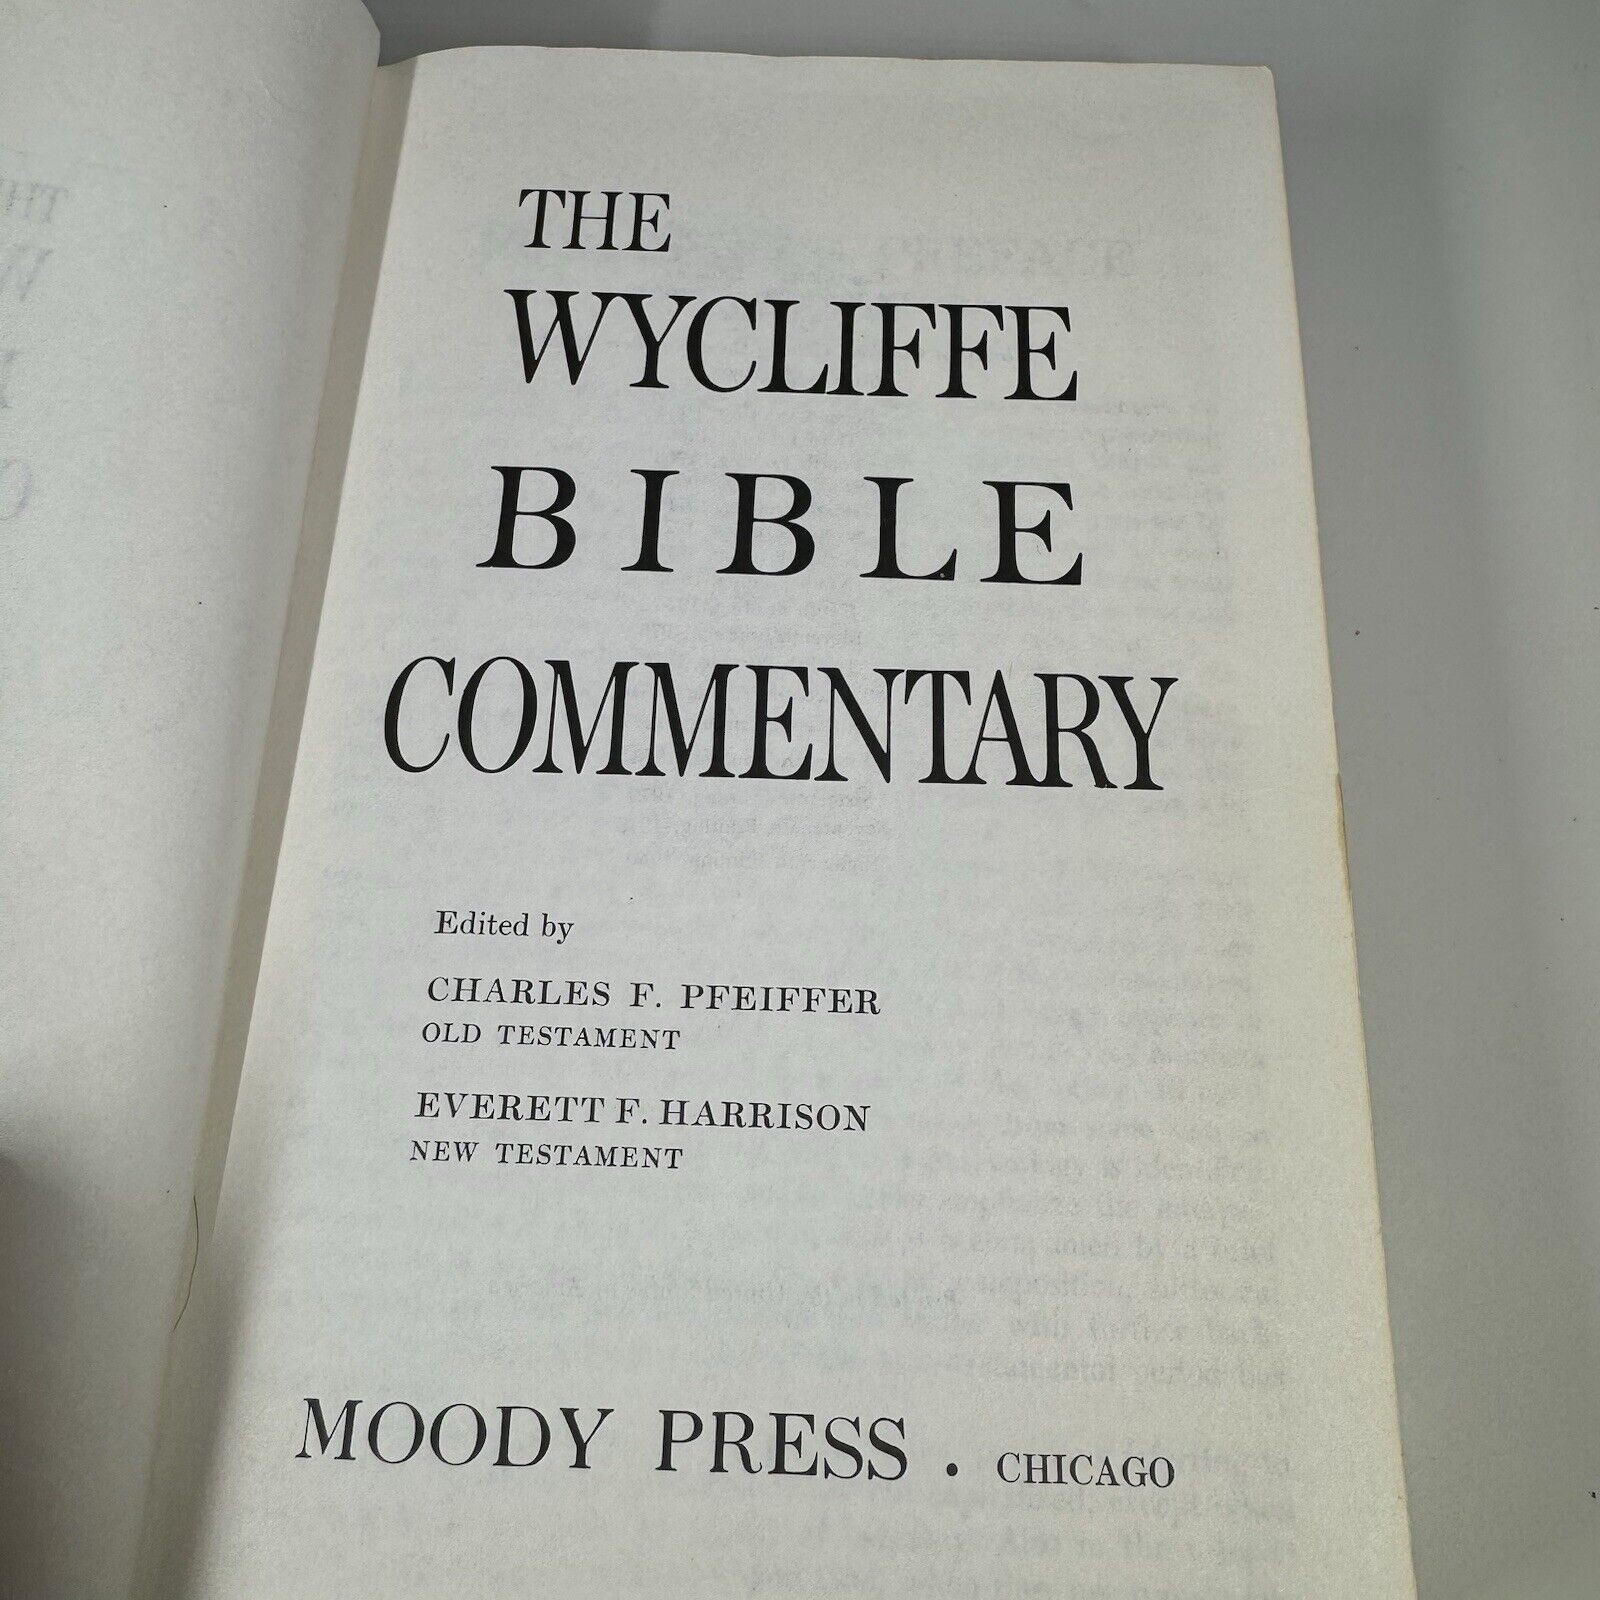 THE
WYCLIFFE
BIBLE
COMMENTARY
Edited by
CHARLES F. PFEIFFER
OLD TESTAMENT
EVERETT F. HARRISON
NEW TESTAMENT
MOODY PRESS • CHICAGO